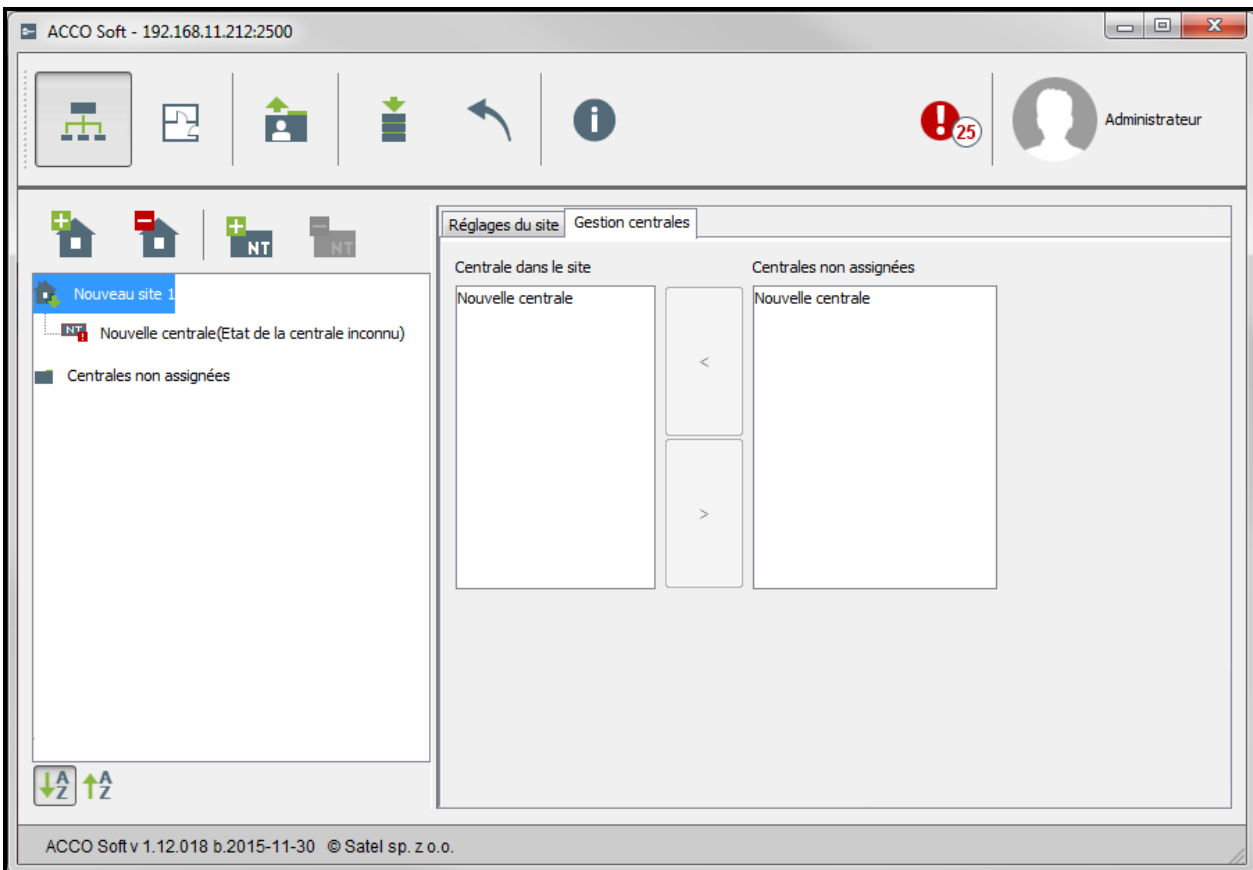 ACCO Soft - 192.168.11.212:2500
25
Administrateur
NT
NT
Réglages du site
Gestion centrales
Nouveau site 1
NT
Nouvelle centrale(Etat de la centrale inconnu)
Centrales non assignées
Centrale dans le site
Centrales non assignées
Nouvelle centrale
Nouvelle centrale
<
>
A
Z
A
Z
ACCO Soft v 1.12.018 b.2015-11-30 © Satel sp. z o.o.